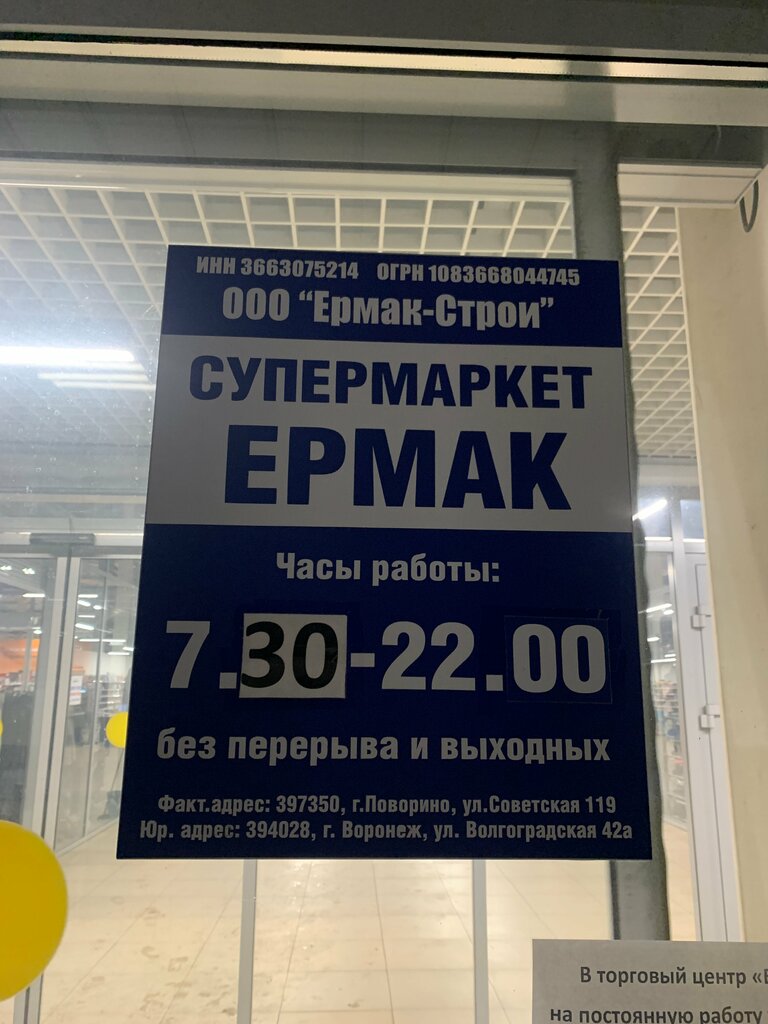 ИНН 3663075214 ОГРН 1083668044745
ООО “Ермак-Строи”
СУПЕРМАРКЕТ
ЕРМАК
Часы работы:
7.30-22.00
без перерыва и выходных
Факт.адрес: 397350, г.Поворино, ул.Советская 119
Юр. адрес: 394028, г. Воронеж, ул. Волгоградская 42а
В торговый центр «
на постоянную работу